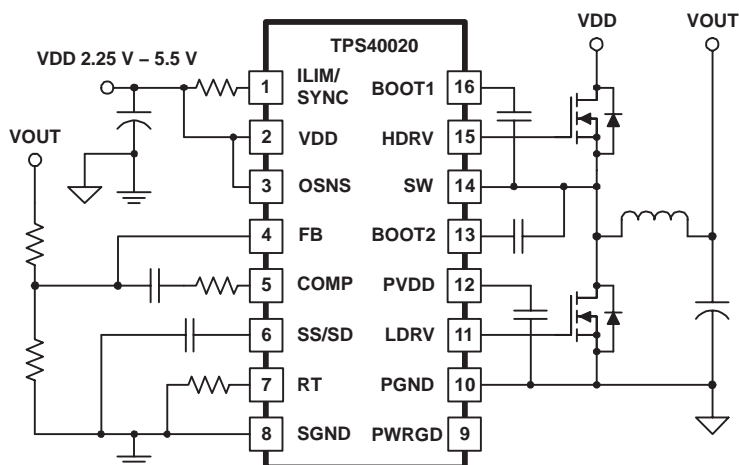 VDD
VOUT
TPS40020
VDD 2.25 V – 5.5 V
1 ILIM/
SYNC
BOOT1 16
VOUT
2 VDD
HDRV 15
3 OSNS
SW 14
4 FB
BOOT2 13
5 COMP
PVDD 12
6 SS/SD
LDRV 11
7 RT
PGND 10
8 SGND
PWRGD 9